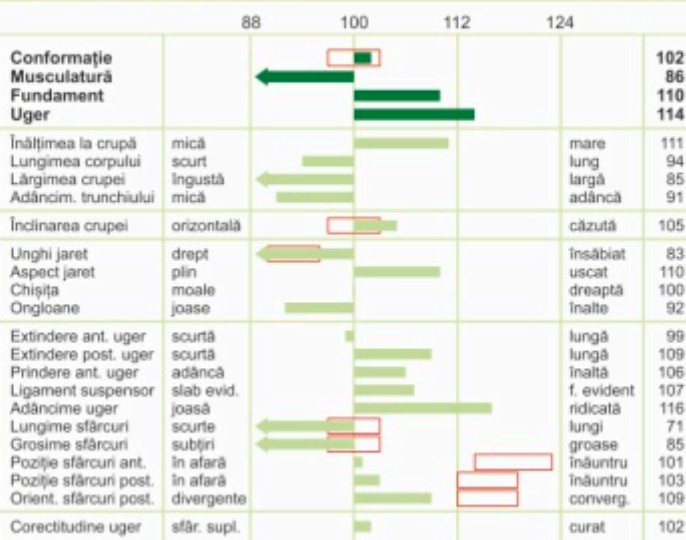 88 100 112 124
Conformație 102
Musculatură 86
Fundament 110
Uger 114
Înălțimea la crupă mică mare 111
Lungimea corpului scurt lung 94
Lărgimea crupei îngustă largă 85
Adâncim. trunchiului mică adâncă 91
Înclinarea crupei orizontală căzută 105
Unghi jaret drept însăbiat 83
Aspect jaret plin uscat 110
Chișița moale dreaptă 100
Ongloane joase înalte 92
Extindere ant. uger scurtă lungă 99
Extindere post. uger scurtă lungă 109
Prindere ant. uger adâncă înaltă 106
Ligament suspensor slab evid. f. evident 107
Adâncime uger joasă ridicată 116
Lungime sfârcuri scurte lungi 71
Grosime sfârcuri subțiri groase 85
Poziție sfârcuri ant. în afară înăuntru 101
Poziție sfârcuri post. în afară înăuntru 103
Orient. sfârcuri post. divergente converg. 109
Corectitudine uger sfâr. supl. curat 102